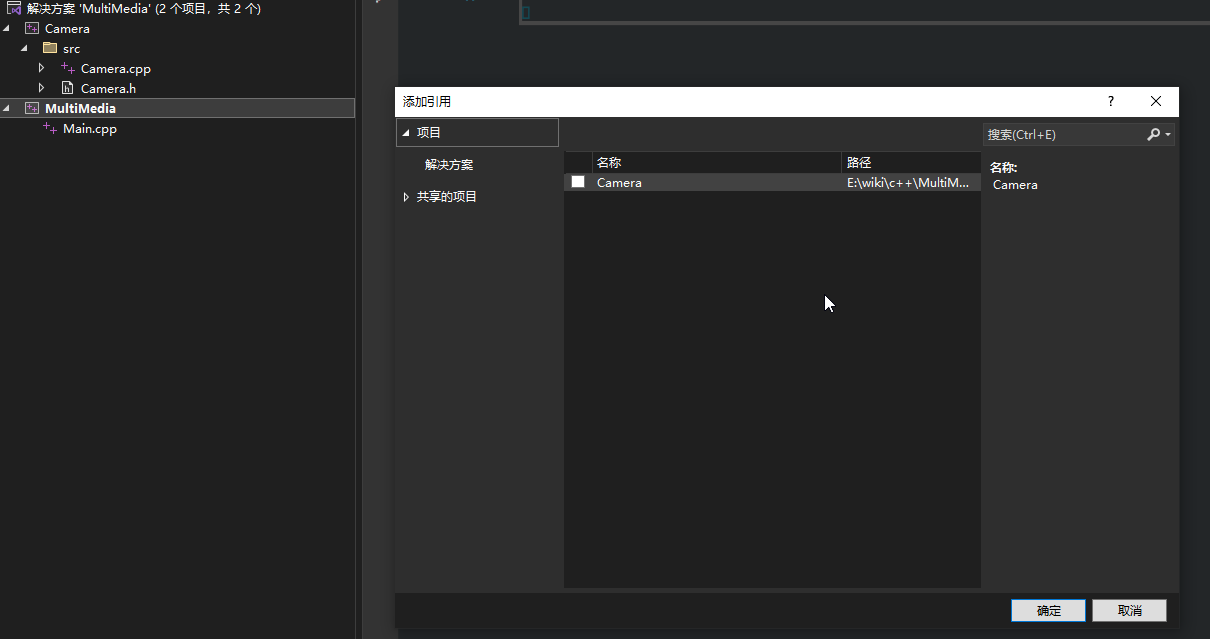 解决方案 'MultiMedia' (2 个项目, 共 2 个)
Camera
src
Camera.cpp
Camera.h
MultiMedia
Main.cpp
添加引用
?
项目
解决方案
共享的项目
搜索(Ctrl+E)
名称 路径
Camera E:\wiki\c++\MultiM...
名称:
Camera
确定 取消